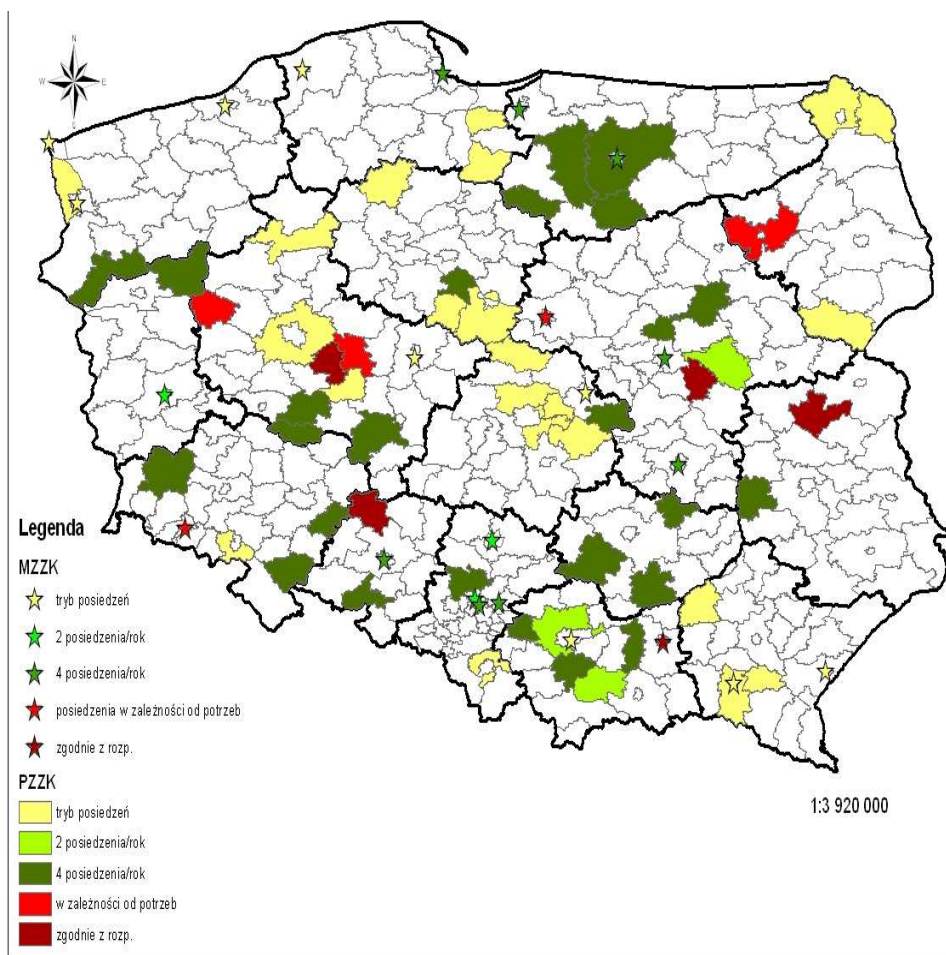 N
W
E
Legenda
MZZK
tryb posiedzeń
2 posiedzenia/rok
4 posiedzenia/rok
posiedzenia w zależności od potrzeb
zgodnie z rozp.
PZZK
tryb posiedzeń
2 posiedzenia/rok
4 posiedzenia/rok
w zależności od potrzeb
zgodnie z rozp.
1:3 920 000